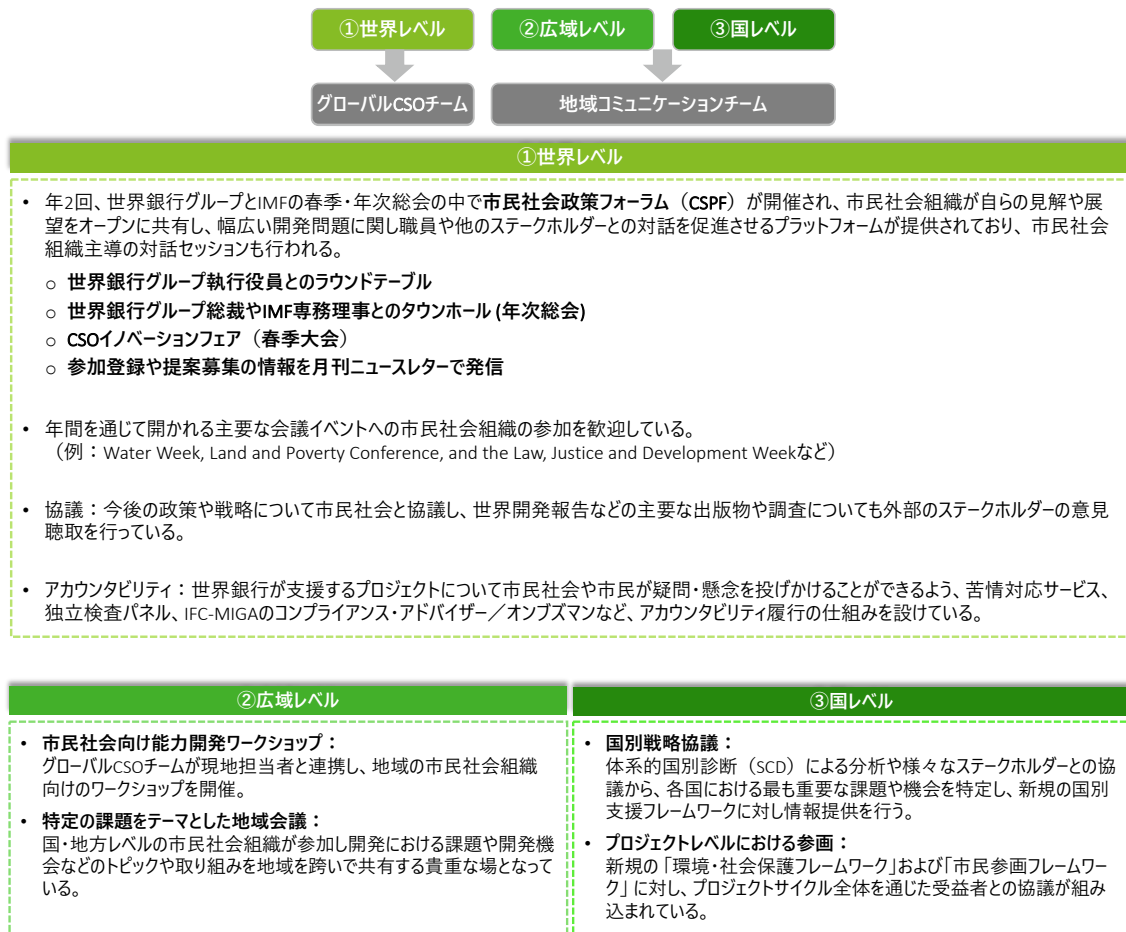 ①世界レベル
②広域レベル
③国レベル
グローバルCSOチーム
地域コミュニケーションチーム
①世界レベル
• 年2回、世界銀行グループとIMFの春季・年次総会の中で市民社会政策フォーラム（CSPF）が開催され、市民社会組織が自らの見解や展
望をオープンに共有し、幅広い開発問題に関し職員や他のステークホルダーとの対話を促進させるプラットフォームが提供されており、市民社会
組織主導の対話セッションも行われる。
○ 世界銀行グループ執行役員とのラウンドテーブル
○ 世界銀行グループ総裁やIMF専務理事とのタウンホール (年次総会)
○ CSOイノベーションフェア（春季大会）
○ 参加登録や提案募集の情報を月刊ニュースレターで発信
• 年間を通じて開かれる主要な会議イベントへの市民社会組織の参加を歓迎している。
（例：Water Week, Land and Poverty Conference, and the Law, Justice and Development Weekなど）
• 協議：今後の政策や戦略について市民社会と協議し、世界開発報告などの主要な出版物や調査についても外部のステークホルダーの意見
聴取を行っている。
• アカウンタビリティ：世界銀行が支援するプロジェクトについて市民社会や市民が疑問・懸念を投げかけることができるよう、苦情対応サービス、
独立検査パネル、IFC-MIGAのコンプライアンス・アドバイザー／オンブズマンなど、アカウンタビリティ履行の仕組みを設けている。
②広域レベル
• 市民社会向け能力開発ワークショップ：
グローバルCSOチームが現地担当者と連携し、地域の市民社会組織
向けのワークショップを開催。
• 特定の課題をテーマとした地域会議：
国・地方レベルの市民社会組織が参加し開発における課題や開発機
会などのトピックや取り組みを地域を跨いで共有する貴重な場となって
いる。
③国レベル
• 国別戦略協議：
体系的国別診断（SCD）による分析や様々なステークホルダーとの協
議から、各国における最も重要な課題や機会を特定し、新規の国別
支援フレームワークに対し情報提供を行う。
• プロジェクトレベルにおける参画：
新規の「環境・社会保護フレームワーク」および「市民参画フレームワー
ク」に対し、プロジェクトサイクル全体を通じた受益者との協議が組み
込まれている。